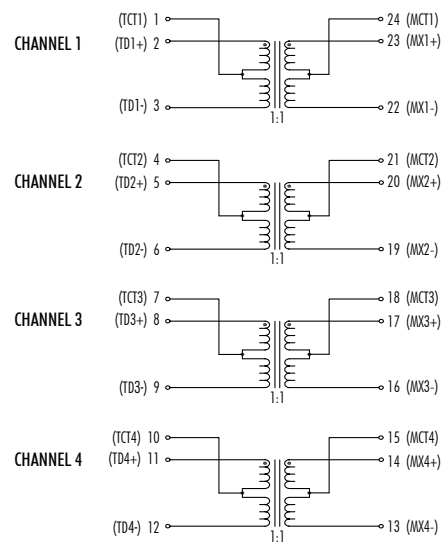 (TCT1) 1 24 (MCT1)
CHANNEL 1 (TD1+) 2 23 (MX1+)
(TD1-) 3 22 (MX1-)
1:1
(TCT2) 4 21 (MCT2)
CHANNEL 2 (TD2+) 5 20 (MX2+)
(TD2-) 6 19 (MX2-)
1:1
(TCT3) 7 18 (MCT3)
CHANNEL 3 (TD3+) 8 17 (MX3+)
(TD3-) 9 16 (MX3-)
1:1
(TCT4) 10 15 (MCT4)
CHANNEL 4 (TD4+) 11 14 (MX4+)
(TD4-) 12 13 (MX4-)
1:1